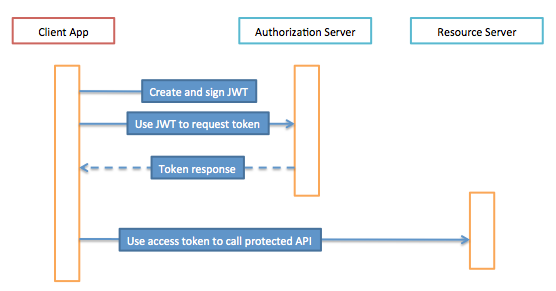 Client App
Authorization Server
Resource Server
Create and sign JWT
Use JWT to request token
Token response
Use access token to call protected API